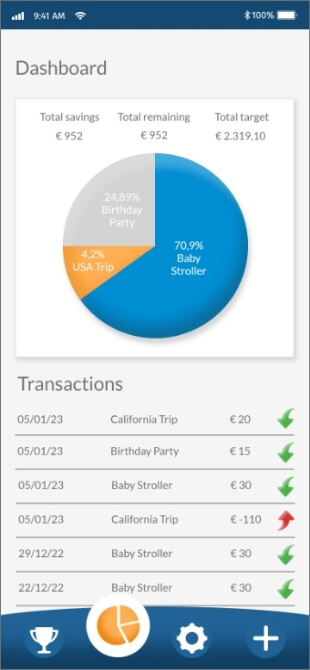 9:41 AM 100%
Dashboard
Total savings Total remaining Total target
€ 952 € 952 € 2.319,10
24,89%
Birthday
Party
70,9%
Baby
Stroller
4,2%
USA Trip
Transactions
05/01/23 California Trip € 20
05/01/23 Birthday Party € 15
05/01/23 Baby Stroller € 30
05/01/23 California Trip € -110
29/12/22 Baby Stroller € 30
22/12/22 Baby Stroller € 30